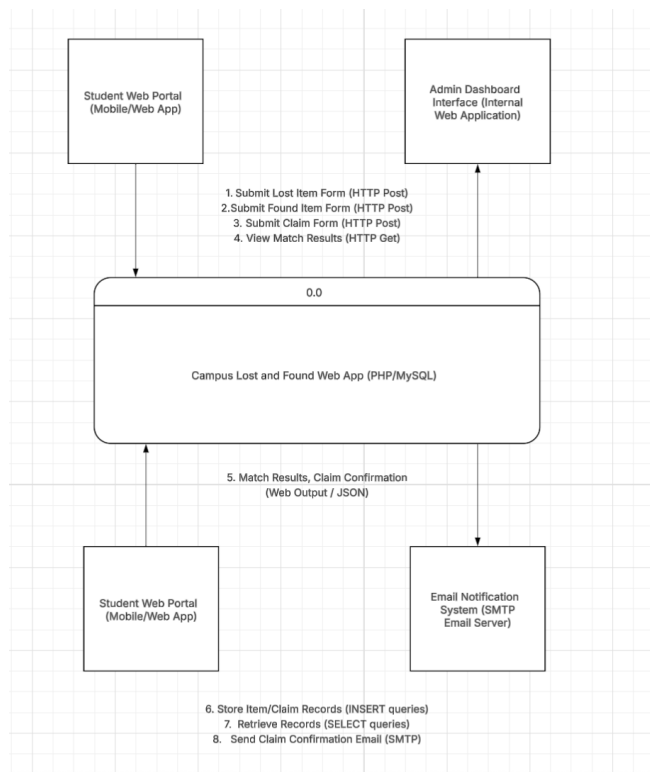 Student Web Portal
(Mobile/Web App)
Admin Dashboard
Interface (Internal
Web Application)
1. Submit Lost Item Form (HTTP Post)
2.Submit Found Item Form (HTTP Post)
3. Submit Claim Form (HTTP Post)
4. View Match Results (HTTP Get)
0.0
Campus Lost and Found Web App (PHP/MySQL)
5. Match Results, Claim Confirmation
(Web Output / JSON)
Student Web Portal
(Mobile/Web App)
Email Notification
System (SMTP
Email Server)
6. Store Item/Claim Records (INSERT queries)
7. Retrieve Records (SELECT queries)
8. Send Claim Confirmation Email (SMTP)